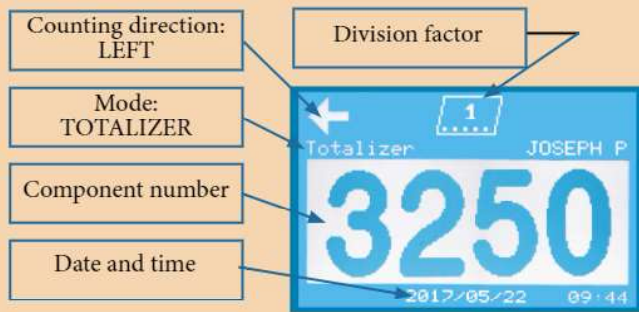 Counting direction:
LEFT
Division factor
Mode:
TOTALIZER
Component number
Date and time
1
Totalizer JOSEPH P
3250
2017/05/22 09:44